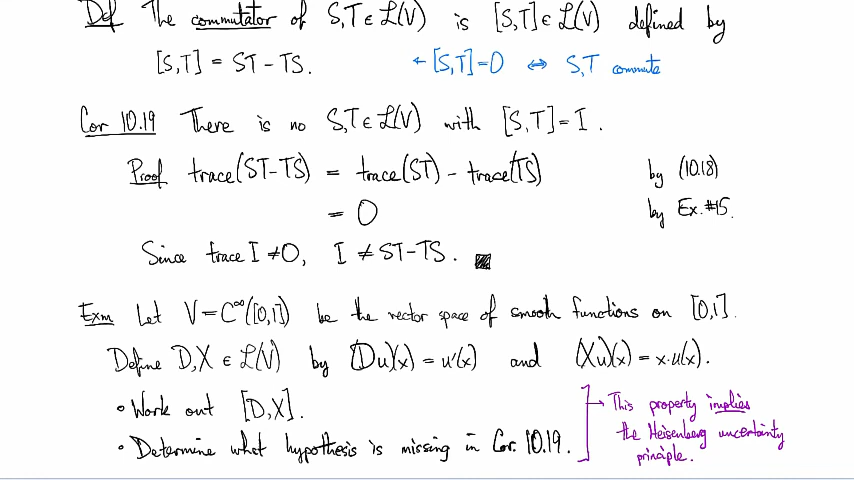 Def The commutator of S,T ∈ ℒ(V) is [S,T] ∈ ℒ(V) defined by
[S,T] = ST - TS. ← [S,T]=0 ⇔ S,T commute
Cor 10.19 There is no S,T ∈ ℒ(V) with [S,T] = I.
Proof trace(ST-TS) = trace(ST) - trace(TS) by (10.18)
= 0 by Ex. #15.
Since trace I ≠ 0, I ≠ ST-TS.
Exm Let V = C^∞([0,1]) be the vector space of smooth functions on [0,1].
Define D,X ∈ ℒ(V) by (Du)(x) = u'(x) and (Xu)(x) = x·u(x).
• Work out [D,X].
• Determine what hypothesis is missing in Cor. 10.19.
This property implies
the Heisenberg uncertainty
principle.